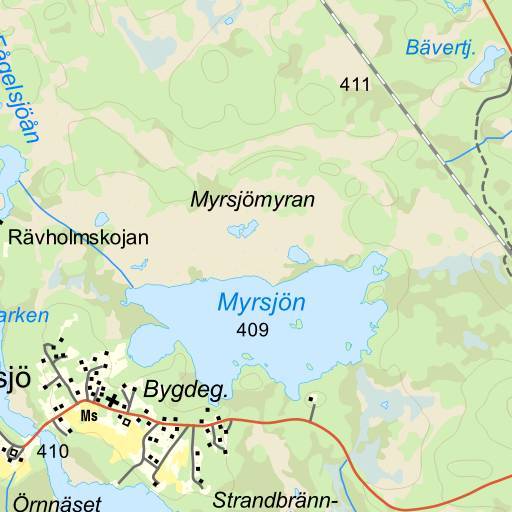 Fågelsjöån
Bävertj.
411
Myrsjömyran
Rävholmskojan
Myrsjön
409
arken
sjö
Bygdeg.
Ms
410
Örnnäset
Strandbränn-